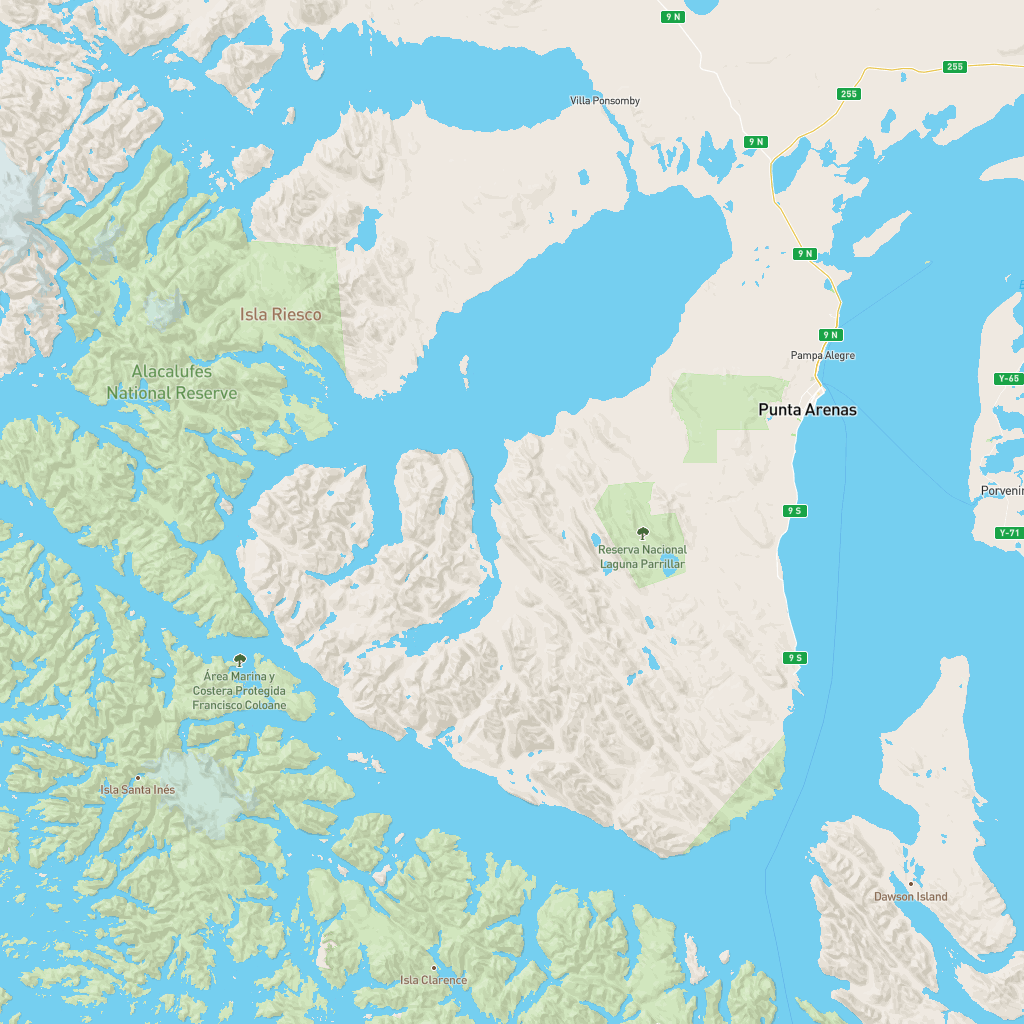 9 N
255
255
Villa Ponsomby
9 N
9 N
Isla Riesco
9 N
Pampa Alegre
Alacalufes
National Reserve
Y-65
Punta Arenas
Porvenir
9 S
Y-71
Reserva Nacional
Laguna Parrillar
9 S
Área Marina y
Costera Protegida
Francisco Coloane
Isla Santa Inés
Dawson Island
Isla Clarence